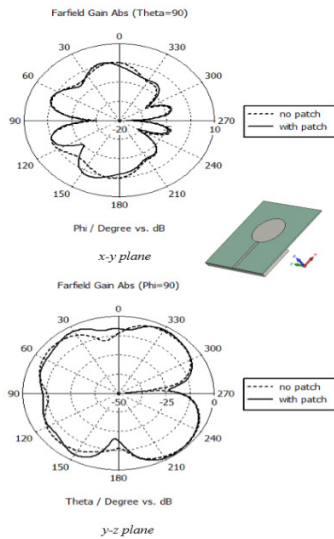 Farfield Gain Abs (Theta=90)
0
30 330
60 300
90 -20 10 270
120 240
150 210
180
no patch
with patch
Phi / Degree vs. dB
x-y plane
Farfield Gain Abs (Phi=90)
0
30 330
60 300
90 -50 -25 0 270
120 240
150 210
180
no patch
with patch
Theta / Degree vs. dB
y-z plane